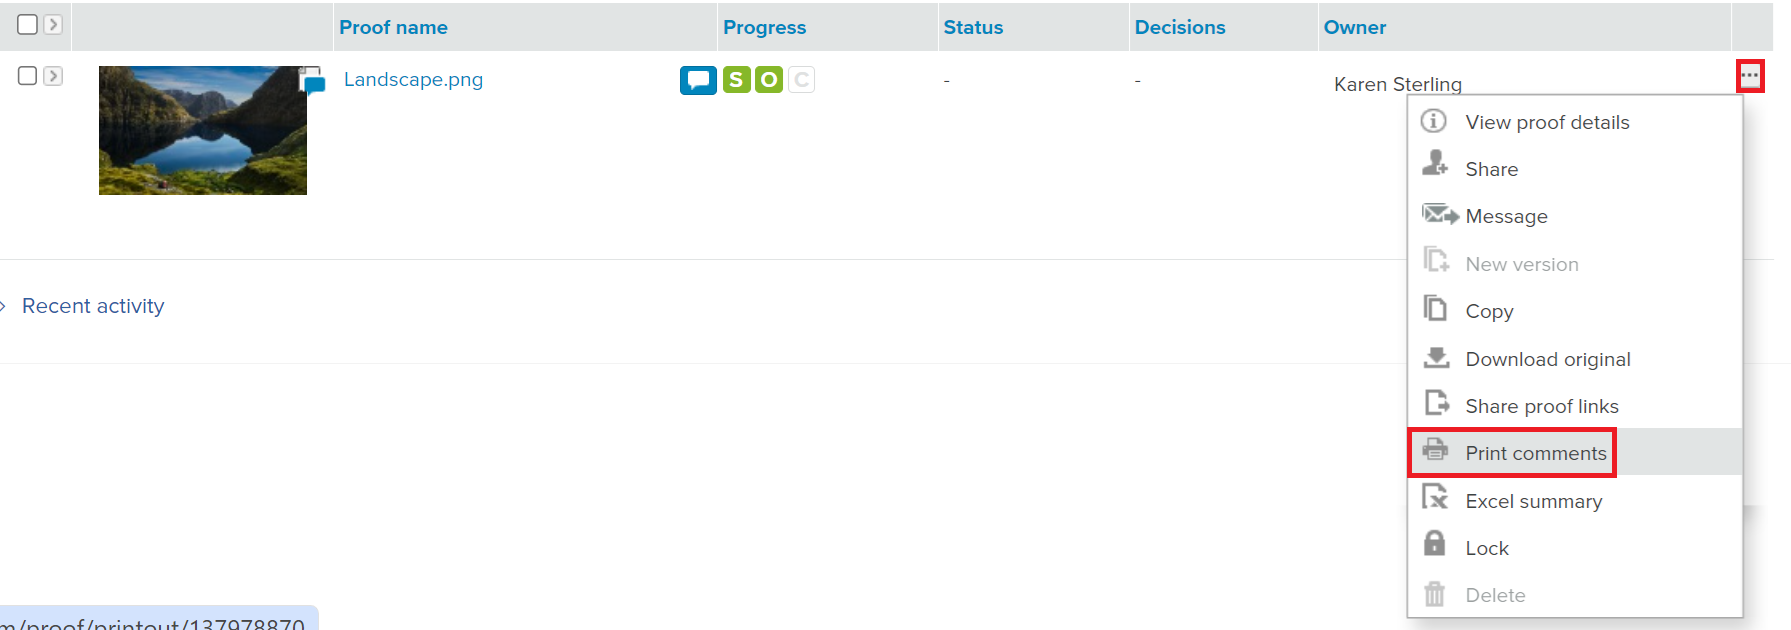 Proof name Progress Status Decisions Owner
Landscape.png S O C - - Karen Sterling
View proof details
Share
Message
New version
Recent activity
Copy
Download original
Share proof links
Print comments
Excel summary
Lock
Delete
m/proof/printout/137978870